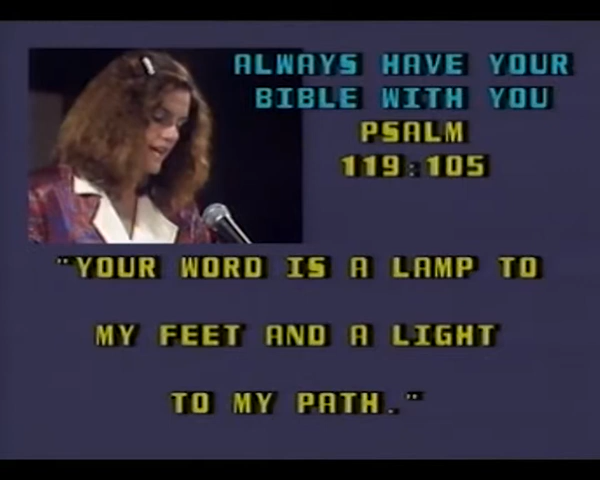 ALWAYS HAVE YOUR
BIBLE WITH YOU
PSALM
119:105
"YOUR WORD IS A LAMP TO
MY FEET AND A LIGHT
TO MY PATH."